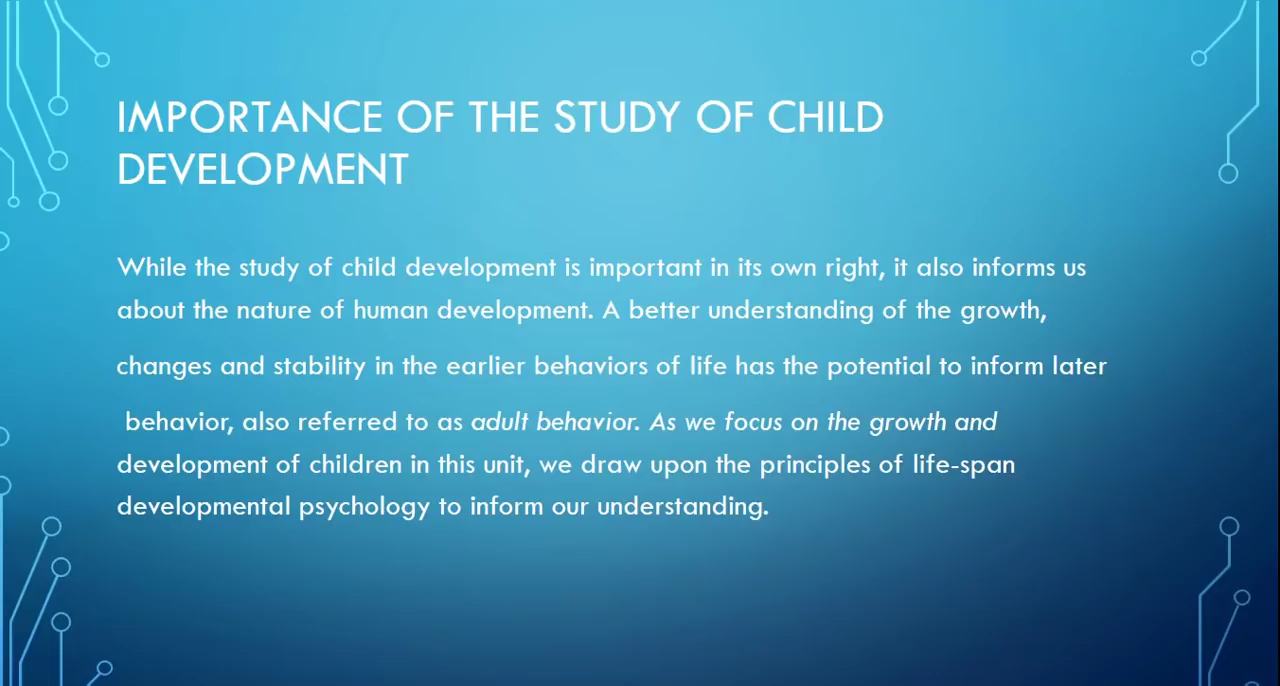 IMPORTANCE OF THE STUDY OF CHILD
DEVELOPMENT
While the study of child development is important in its own right, it also informs us
about the nature of human development. A better understanding of the growth,
changes and stability in the earlier behaviors of life has the potential to inform later
behavior, also referred to as adult behavior. As we focus on the growth and
development of children in this unit, we draw upon the principles of life-span
developmental psychology to inform our understanding.